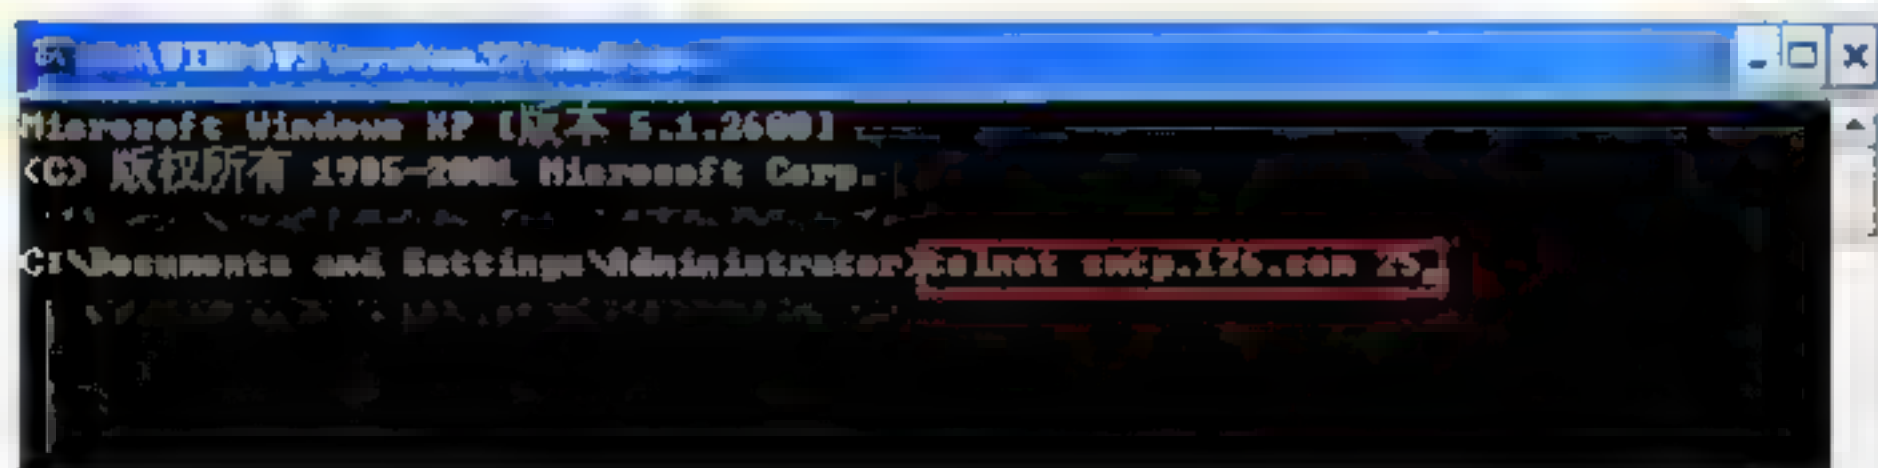 Microsoft Windows XP [版本 5.1.2600]
(C) 版权所有 1985-2001 Microsoft Corp.
C:\Documents and Settings\Administrator>telnet smtp.126.com 25